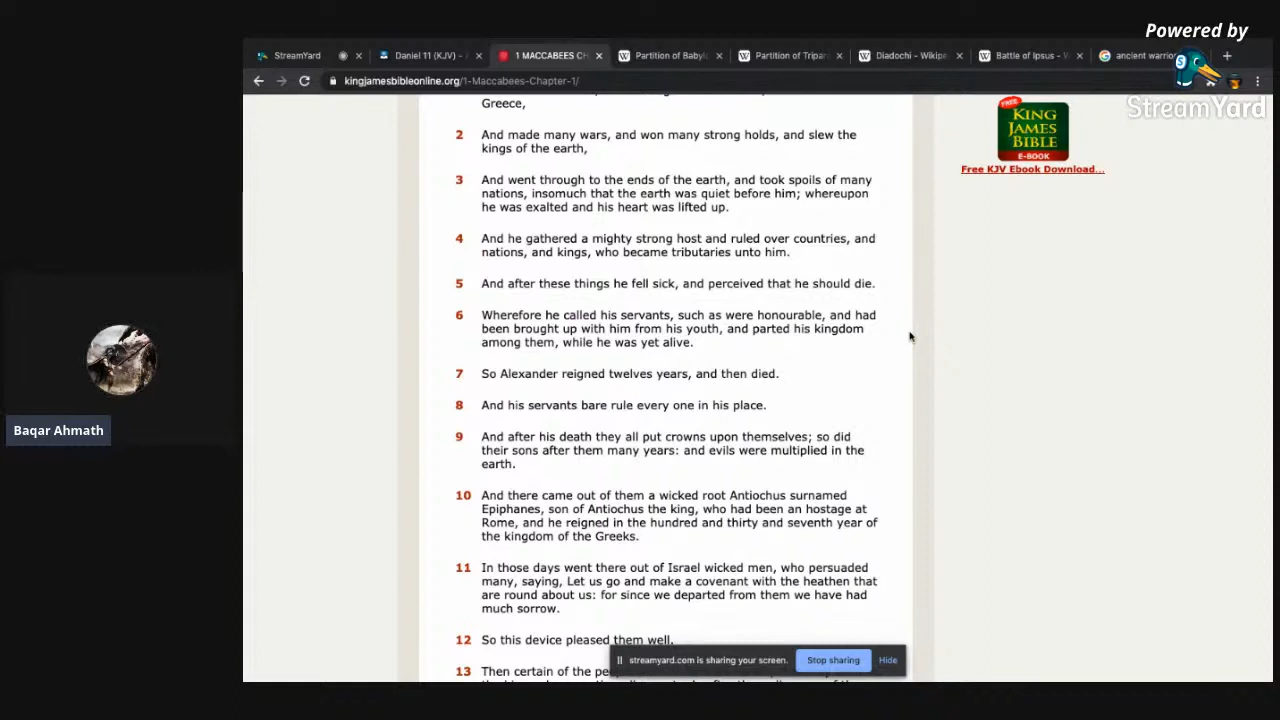 Powered by
StreamYard
StreamYard
Daniel 11 (KJV) -
1 MACCABEES CH
Partition of Babyl
Partition of Tripar
Diadochi - Wikipe
Battle of Ipsus - W
ancient warrio
kingjamesbibleonline.org/1-Maccabees-Chapter-1/
Greece,
2 And made many wars, and won many strong holds, and slew the
kings of the earth,
3 And went through to the ends of the earth, and took spoils of many
nations, insomuch that the earth was quiet before him; whereupon
he was exalted and his heart was lifted up.
4 And he gathered a mighty strong host and ruled over countries, and
nations, and kings, who became tributaries unto him.
5 And after these things he fell sick, and perceived that he should die.
6 Wherefore he called his servants, such as were honourable, and had
been brought up with him from his youth, and parted his kingdom
among them, while he was yet alive.
7 So Alexander reigned twelves years, and then died.
8 And his servants bare rule every one in his place.
9 And after his death they all put crowns upon themselves; so did
their sons after them many years: and evils were multiplied in the
earth.
10 And there came out of them a wicked root Antiochus surnamed
Epiphanes, son of Antiochus the king, who had been an hostage at
Rome, and he reigned in the hundred and thirty and seventh year of
the kingdom of the Greeks.
11 In those days went there out of Israel wicked men, who persuaded
many, saying, Let us go and make a covenant with the heathen that
are round about us: for since we departed from them we have had
much sorrow.
12 So this device pleased them well.
13 Then certain of the
FREE
KING
JAMES
BIBLE
E-BOOK
Free KJV Ebook Download...
Baqar Ahmath
streamyard.com is sharing your screen.
Stop sharing
Hide